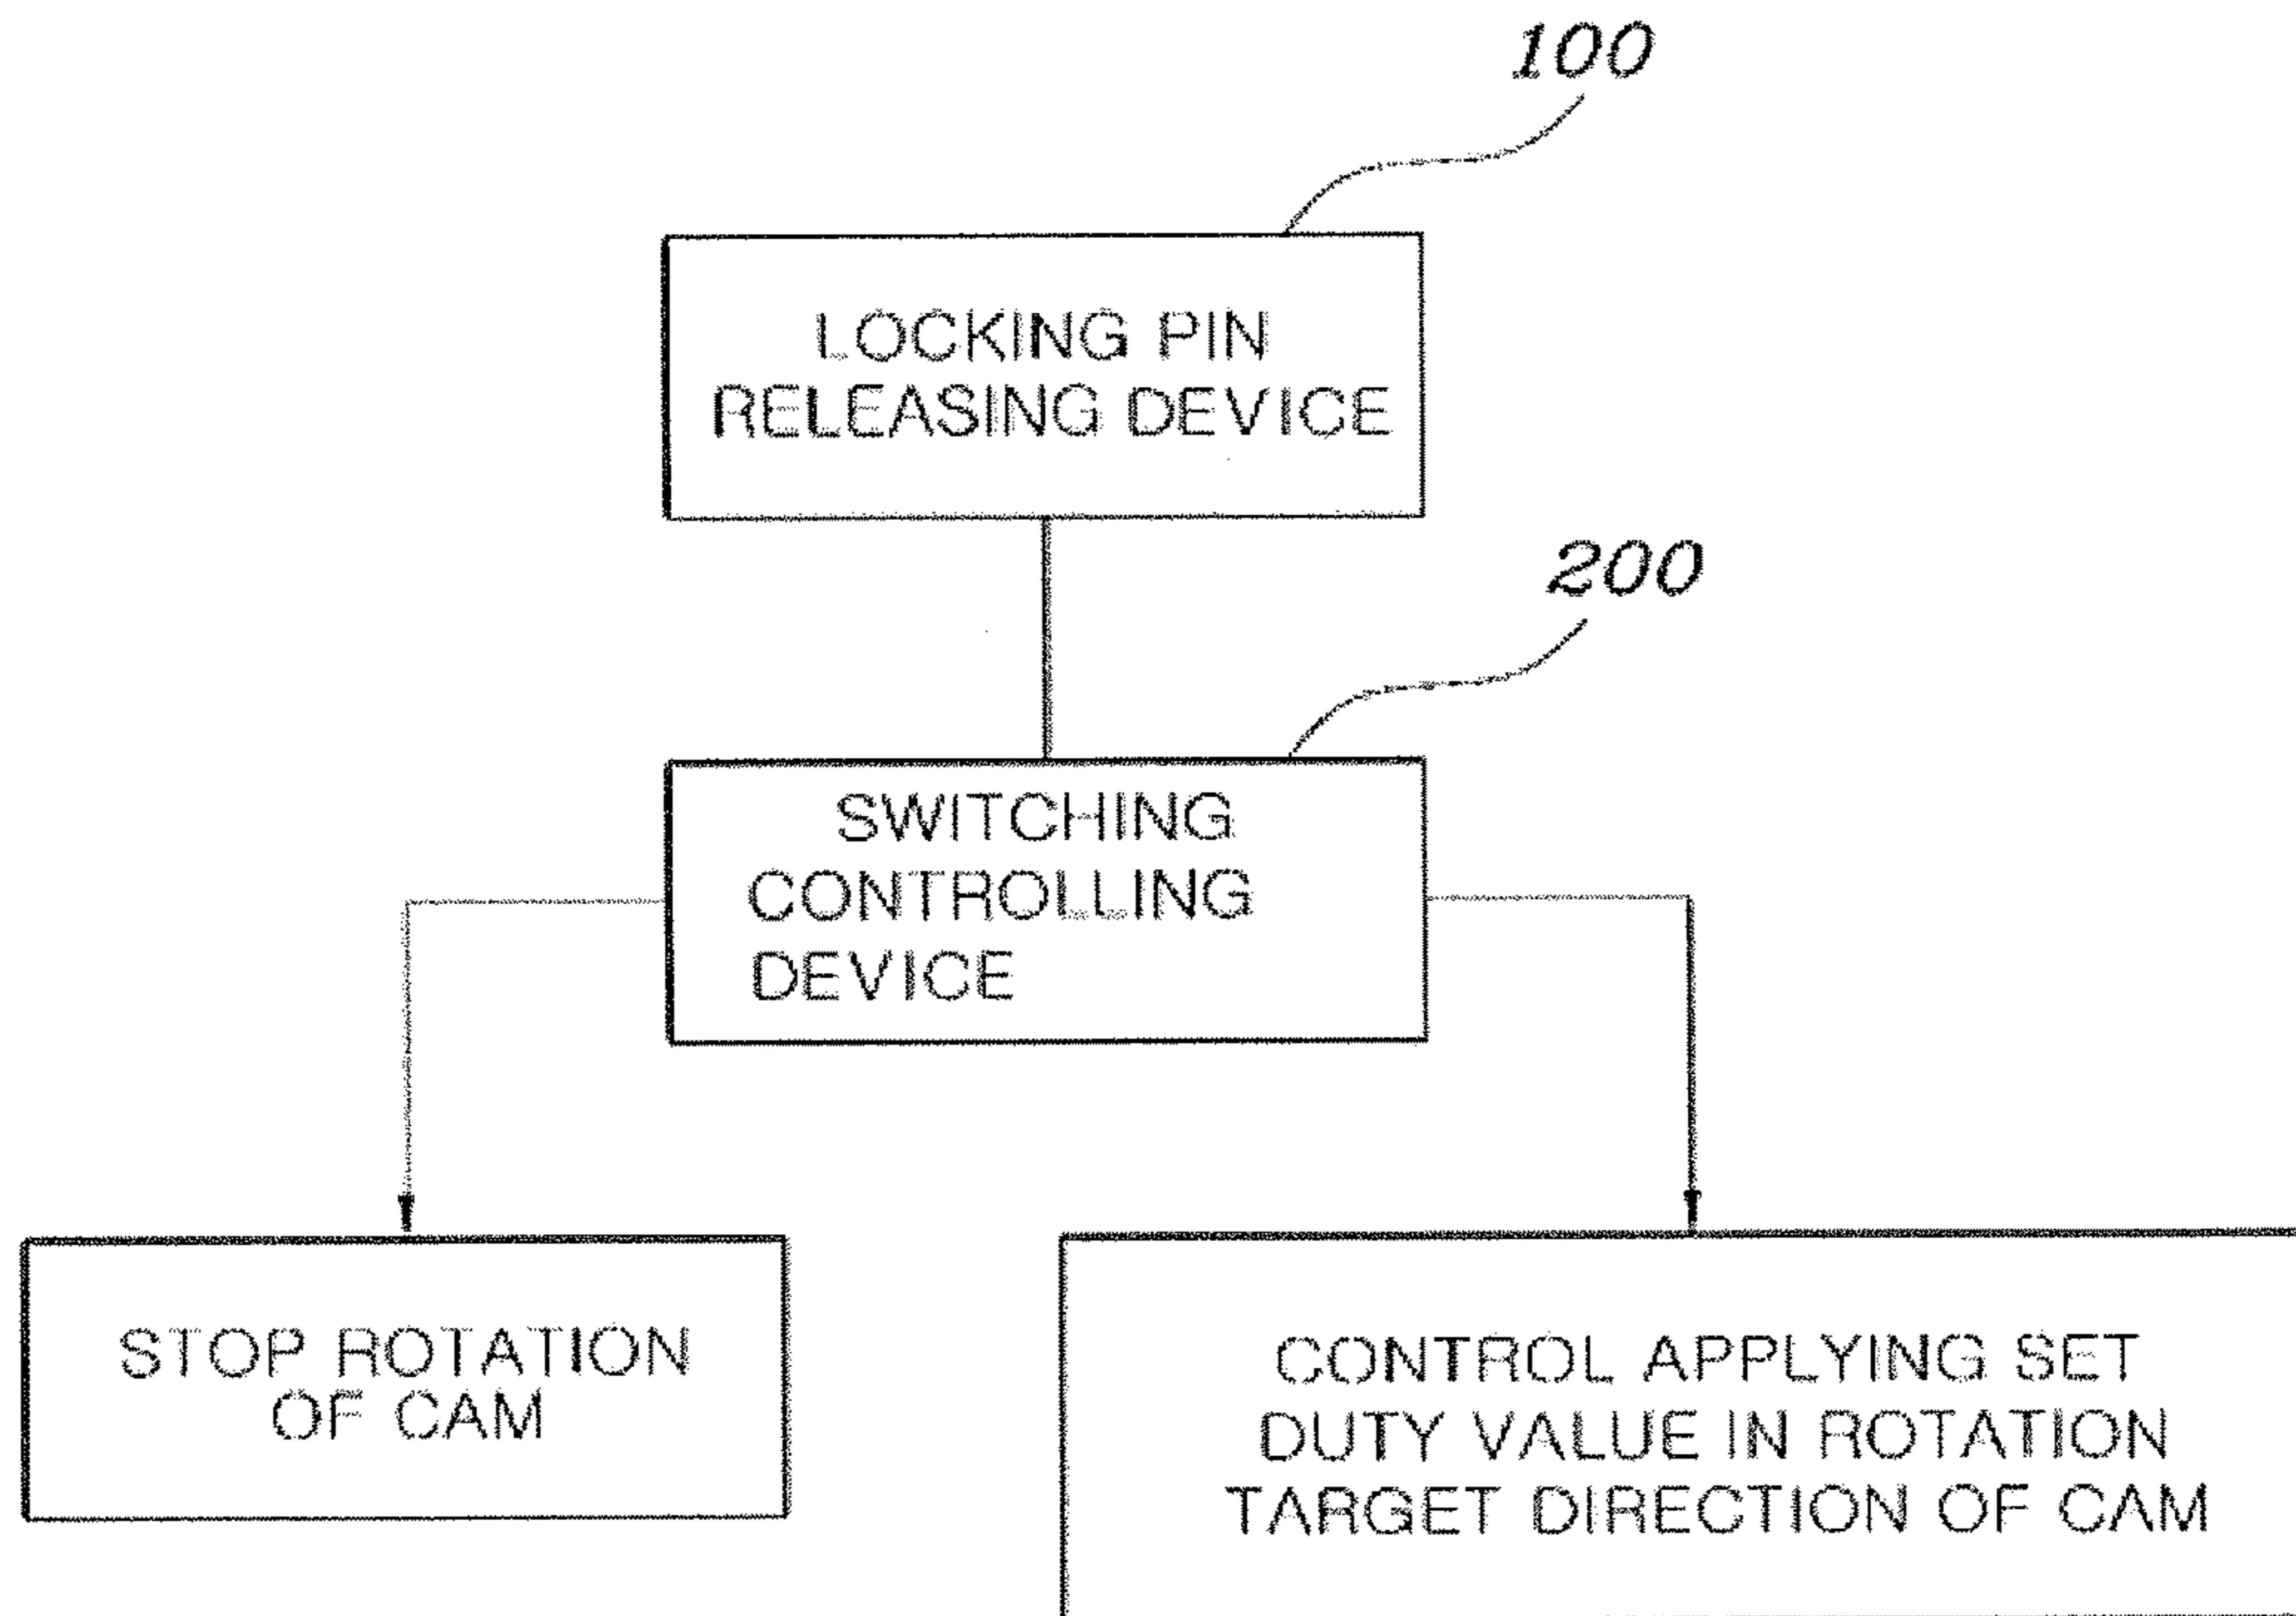 100
LOCKING PIN
RELEASING DEVICE
200
SWITCHING
CONTROLLING
DEVICE
STOP ROTATION
OF CAM
CONTROL APPLYING SET
DUTY VALUE IN ROTATION
TARGET DIRECTION OF CAM